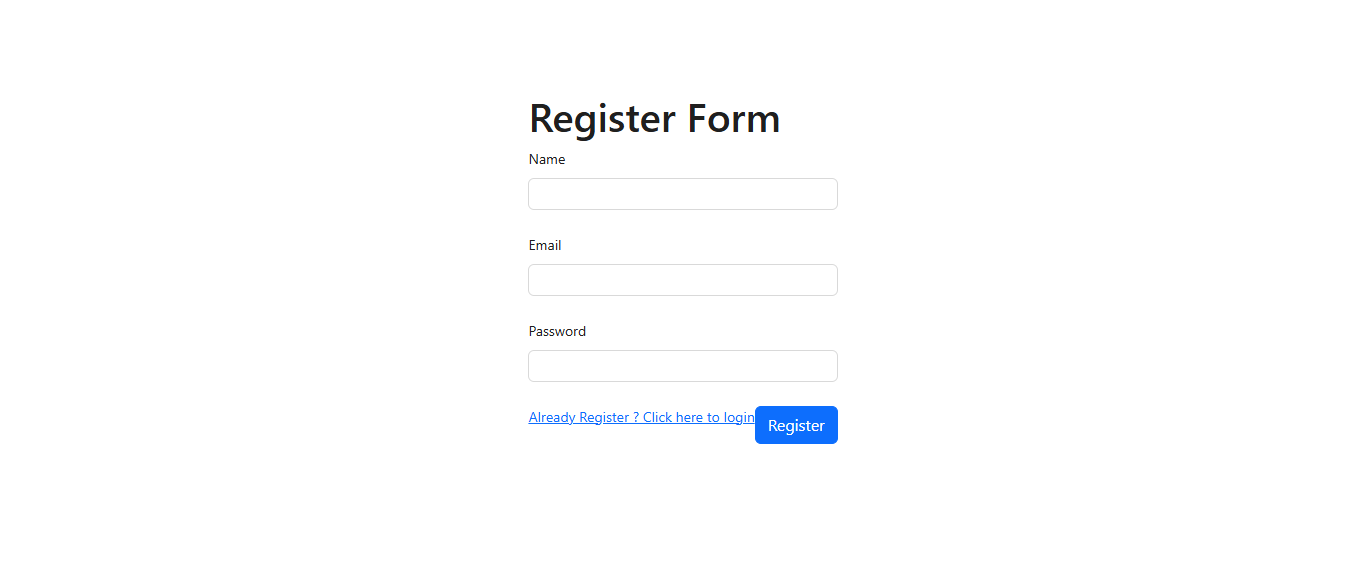 Register Form
Name
Email
Password
Already Register ? Click here to login
Register